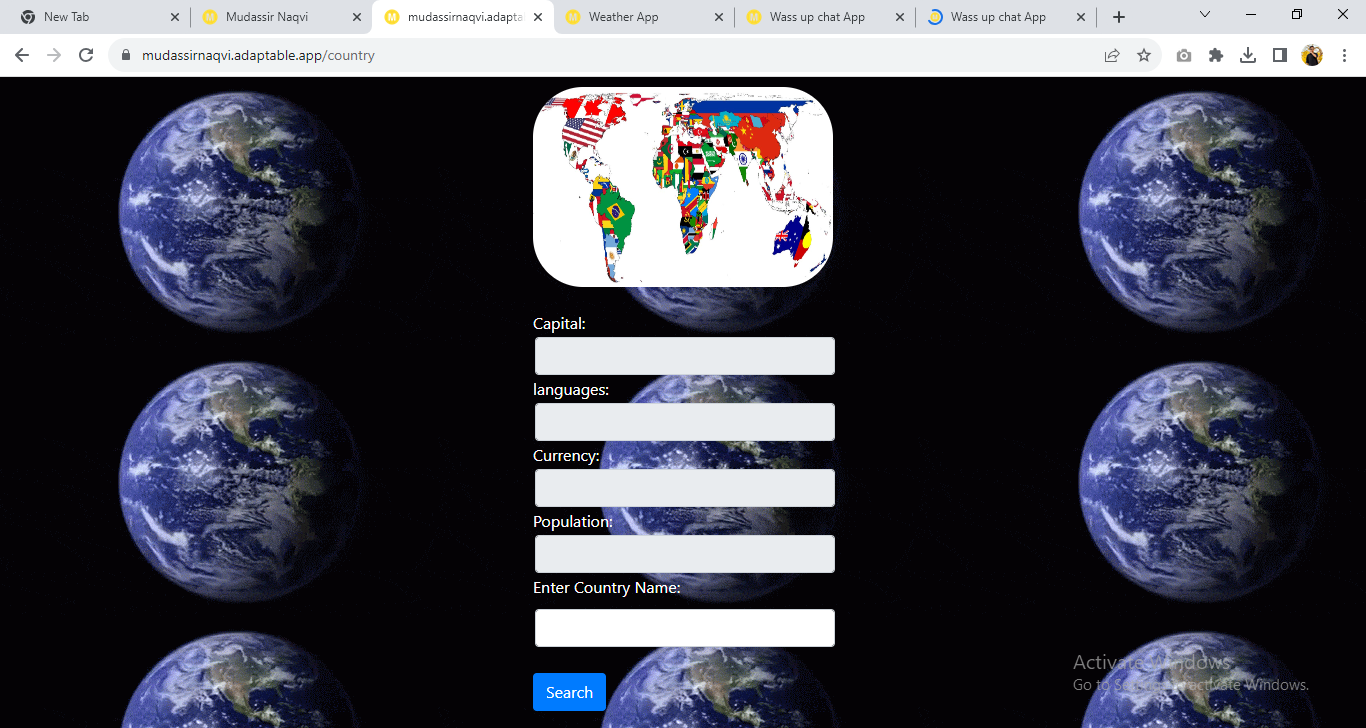 New Tab
Mudassir Naqvi
mudassirnaqvi.adapta
Weather App
Wass up chat App
Wass up chat App
mudassirnaqvi.adaptable.app/country
Capital:
languages:
Currency:
Population:
Enter Country Name:
Search
Activate Windows
Go to Settings to activate Windows.